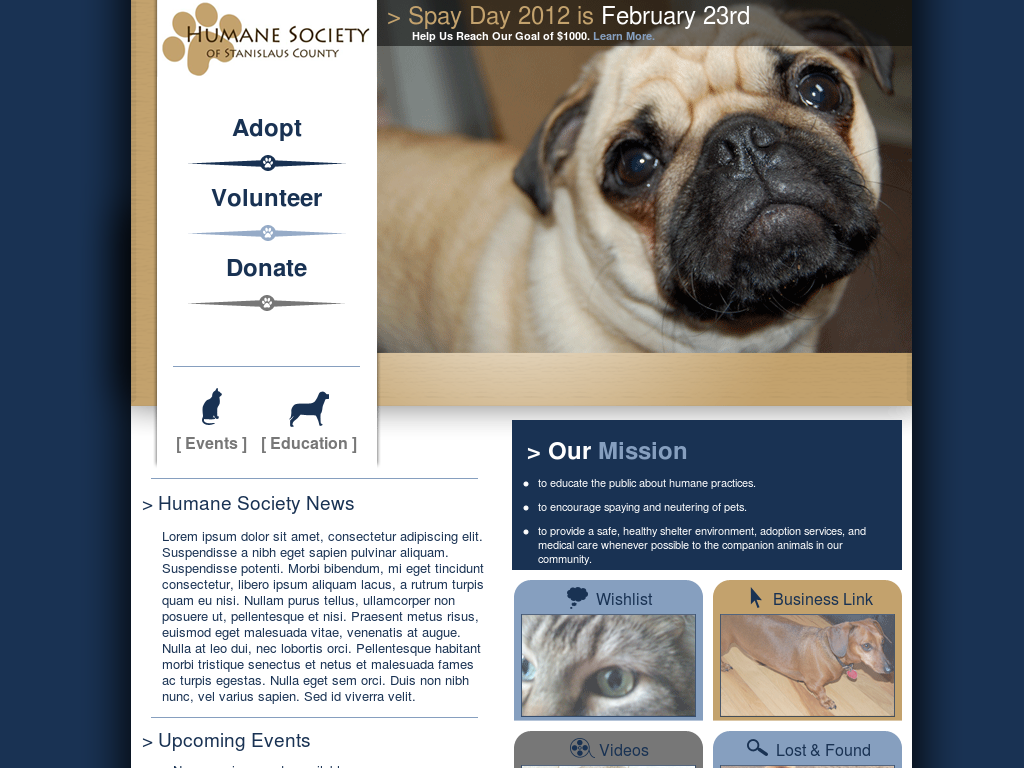 HUMANE SOCIETY
OF STANISLAUS COUNTY
> Spay Day 2012 is February 23rd
Help Us Reach Our Goal of $1000. Learn More.
Adopt
Volunteer
Donate
[ Events ] [ Education ]
> Humane Society News
Lorem ipsum dolor sit amet, consectetur adipiscing elit.
Suspendisse a nibh eget sapien pulvinar aliquam.
Suspendisse potenti. Morbi bibendum, mi eget tincidunt
consectetur, libero ipsum aliquam lacus, a rutrum turpis
quam eu nisi. Nullam purus tellus, ullamcorper non
posuere ut, pellentesque et nisi. Praesent metus risus,
euismod eget malesuada vitae, venenatis at augue.
Nulla at leo dui, nec lobortis orci. Pellentesque habitant
morbi tristique senectus et netus et malesuada fames
ac turpis egestas. Nulla eget sem orci. Duis non nibh
nunc, vel varius sapien. Sed id viverra velit.
> Upcoming Events
> Our Mission
to educate the public about humane practices.
to encourage spaying and neutering of pets.
to provide a safe, healthy shelter environment, adoption services, and
medical care whenever possible to the companion animals in our
community.
Wishlist
Business Link
Videos
Lost & Found